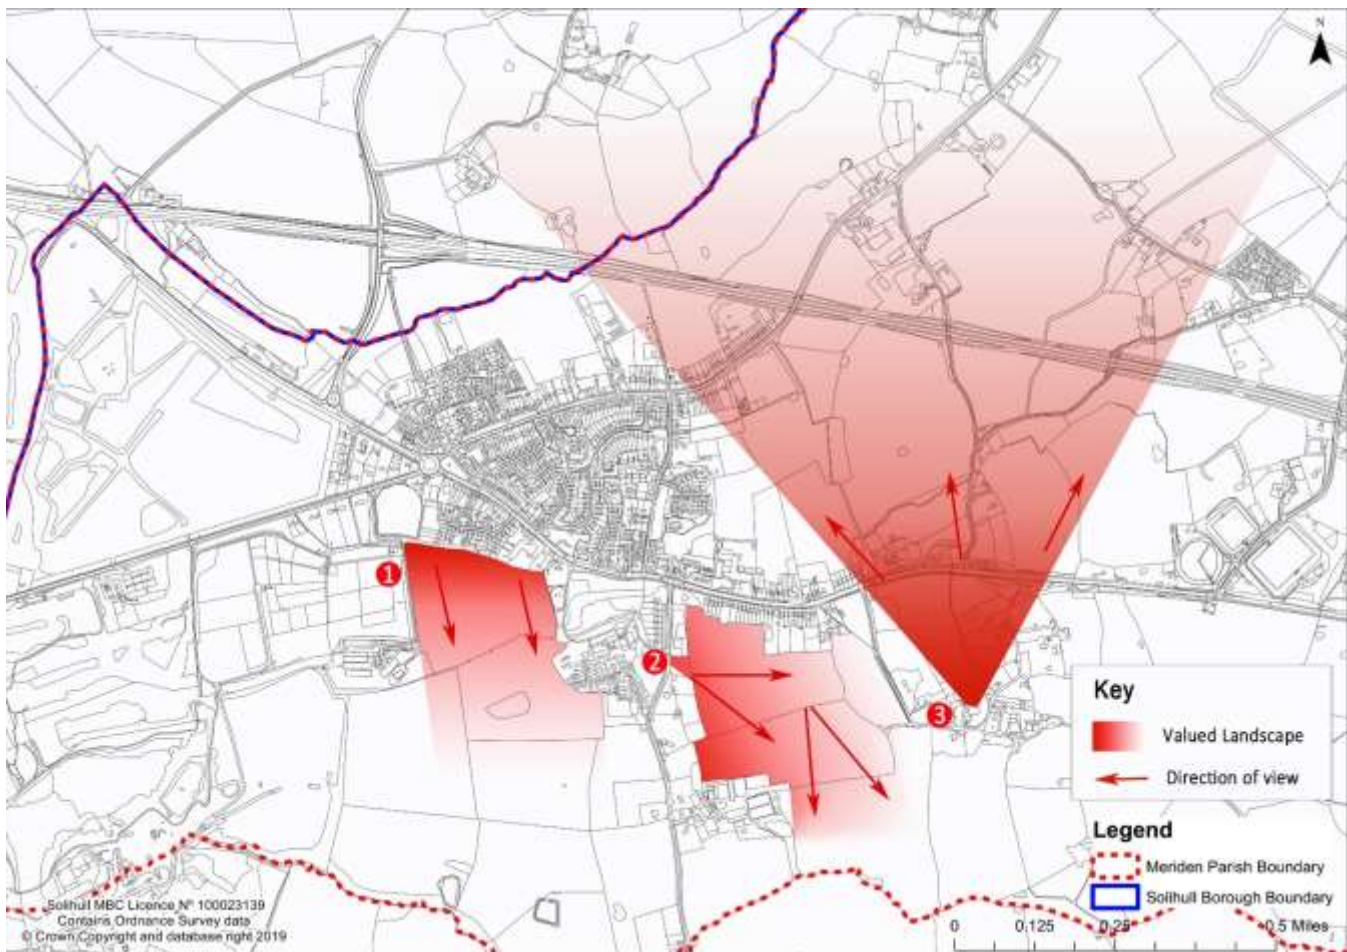 N
1
2
3
Key
Valued Landscape
Direction of view
Legend
Meriden Parish Boundary
Solihull Borough Boundary
0 0.125 0.25 0.5 Miles
Solihull MBC Licence Nº 100023139
Contains Ordnance Survey data
© Crown Copyright and database right 2019